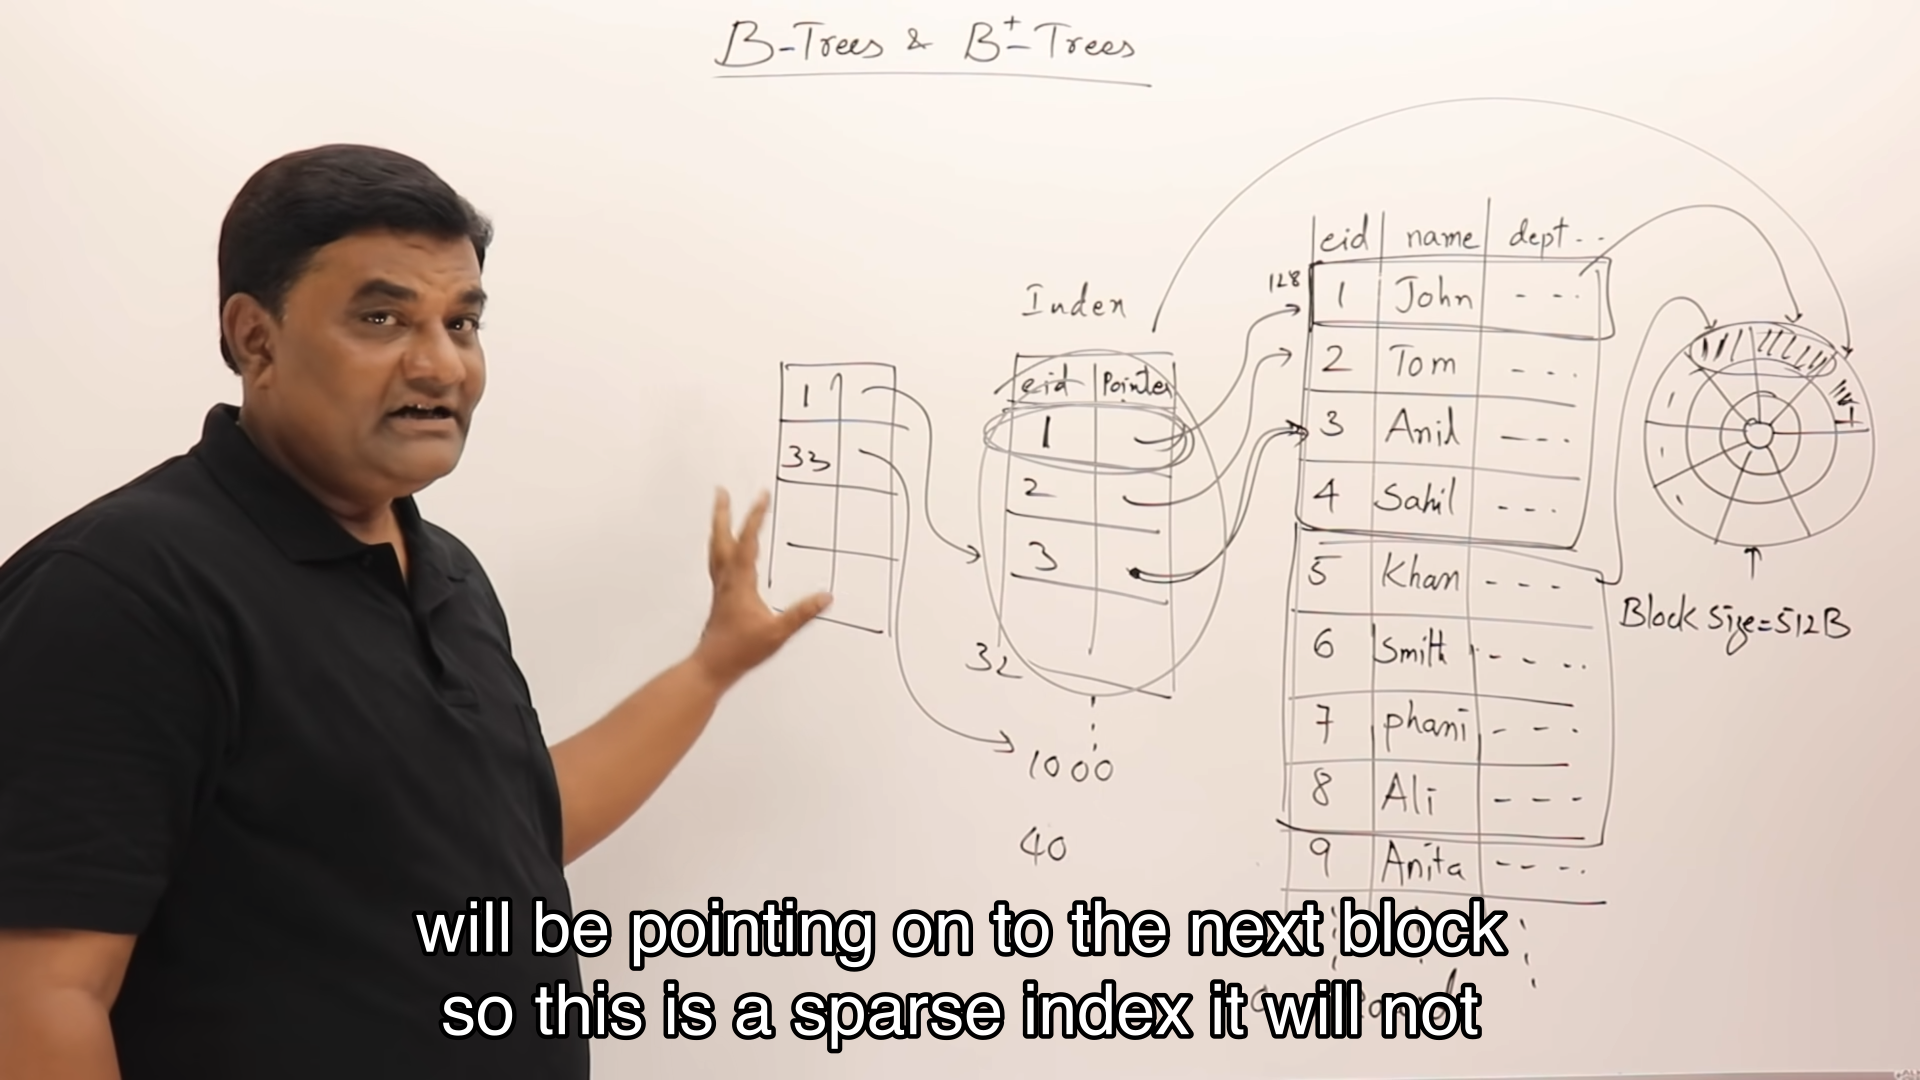 B-Trees & B+-Trees
eid name dept - -
128
1 John - - -
2 Tom - - -
3 Anil - - -
4 Sahil - - -
5 Khan - - -
6 Smith - - - -
7 phani - - -
8 Ali - - -
9 Anita - - - -
Index
eid Pointer
1
2
3
32
1000
40
1
33
Block Size=512B
will be pointing on to the next block
so this is a sparse index it will not